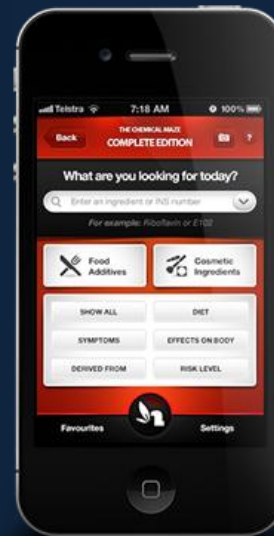 Telstra 7:18 AM 100%
Back THE CHEMICAL MAZE ?
COMPLETE EDITION
What are you looking for today?
Enter an ingredient or INS number
For example: Riboflavin or E102
Food Additives
Cosmetic Ingredients
SHOW ALL DIET
SYMPTOMS EFFECTS ON BODY
DERIVED FROM RISK LEVEL
Favourites Settings